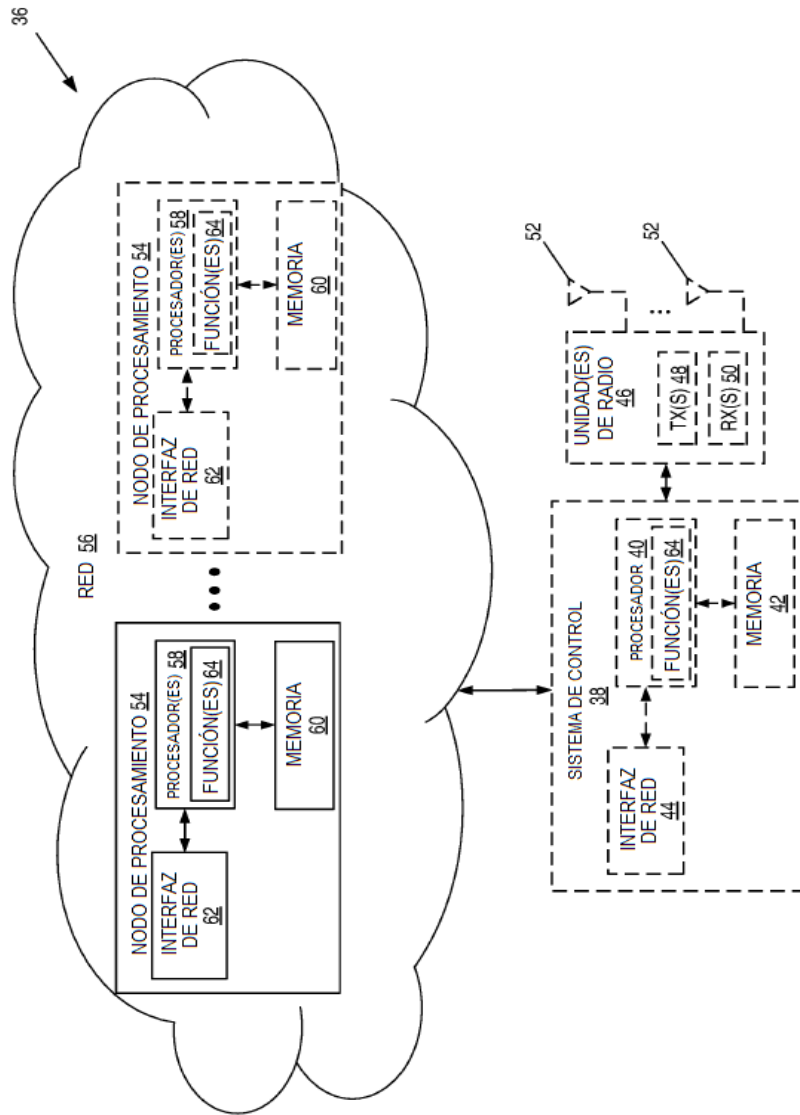 36
RED 56
NODO DE PROCESAMIENTO 54
PROCESADOR(ES) 58
FUNCIÓN(ES) 64
INTERFAZ
DE RED
62
MEMORIA
60
NODO DE PROCESAMIENTO 54
PROCESADOR(ES) 58
FUNCIÓN(ES) 64
INTERFAZ
DE RED
62
MEMORIA
60
SISTEMA DE CONTROL
38
PROCESADOR 40
FUNCIÓN(ES) 64
INTERFAZ
DE RED
44
MEMORIA
42
UNIDAD(ES)
DE RADIO
46
TX(S) 48
RX(S) 50
52
52